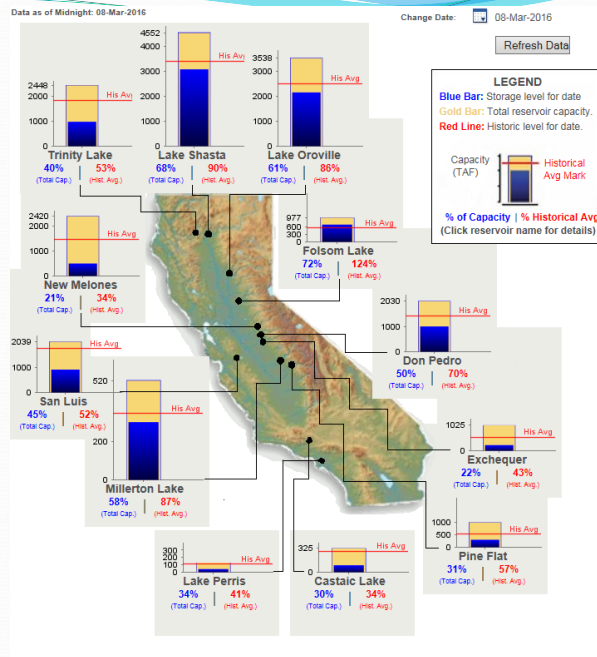 Data as of Midnight: 08-Mar-2016
Change Date: 08-Mar-2016
Refresh Data
LEGEND
Blue Bar: Storage level for date
Gold Bar: Total reservoir capacity.
Red Line: Historic level for date.
Capacity
(TAF)
Historical
Avg Mark
% of Capacity | % Historical Avg
(Click reservoir name for details)
2448
2000
1000
0
His Avg
Trinity Lake
40% | 53%
(Total Cap.) (Hist. Avg.)
4552
4000
3000
2000
1000
0
His Avg
Lake Shasta
68% | 90%
(Total Cap.) (Hist. Avg.)
3538
3000
2000
1000
0
His Avg
Lake Oroville
61% | 86%
(Total Cap.) (Hist. Avg.)
977
600
300
0
His Avg
Folsom Lake
72% | 124%
(Total Cap.) (Hist. Avg.)
2420
2000
1000
0
His Avg
New Melones
21% | 34%
(Total Cap.) (Hist. Avg.)
2030
1000
0
His Avg
Don Pedro
50% | 70%
(Total Cap.) (Hist. Avg.)
2039
1000
0
His Avg
San Luis
45% | 52%
(Total Cap.) (Hist. Avg.)
520
200
0
His Avg
Millerton Lake
58% | 87%
(Total Cap.) (Hist. Avg.)
1025
0
His Avg
Exchequer
22% | 43%
(Total Cap.) (Hist. Avg.)
1000
500
0
His Avg
Pine Flat
31% | 57%
(Total Cap.) (Hist. Avg.)
300
200
100
0
His Avg
Lake Perris
34% | 41%
(Total Cap.) (Hist. Avg.)
325
0
His Avg
Castaic Lake
30% | 34%
(Total Cap.) (Hist. Avg.)